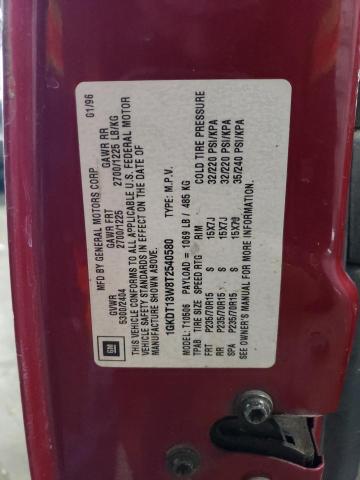 MFD BY GENERAL MOTORS CORP 01/96
GVWR GAWR FRT GAWR RR
5300/2404 2700/1225 2700/1225 LB/KG
THIS VEHICLE CONFORMS TO ALL APPLICABLE U.S. FEDERAL MOTOR
VEHICLE SAFETY STANDARDS IN EFFECT ON THE DATE OF
MANUFACTURE SHOWN ABOVE.
1GKDT13W8T2540580 TYPE: M.P.V.
MODEL: T10506 PAYLOAD = 1069 LB / 485 KG
TPAB TIRE SIZE SPEED RTG RIM COLD TIRE PRESSURE
FRT P235/70R15 S 15X7J 32/220 PSI/KPA
RR P235/70R15 S 15X7J 32/220 PSI/KPA
SPA P235/70R15 S 15X7J 35/240 PSI/KPA
SEE OWNER'S MANUAL FOR MORE INFORMATION.
GM